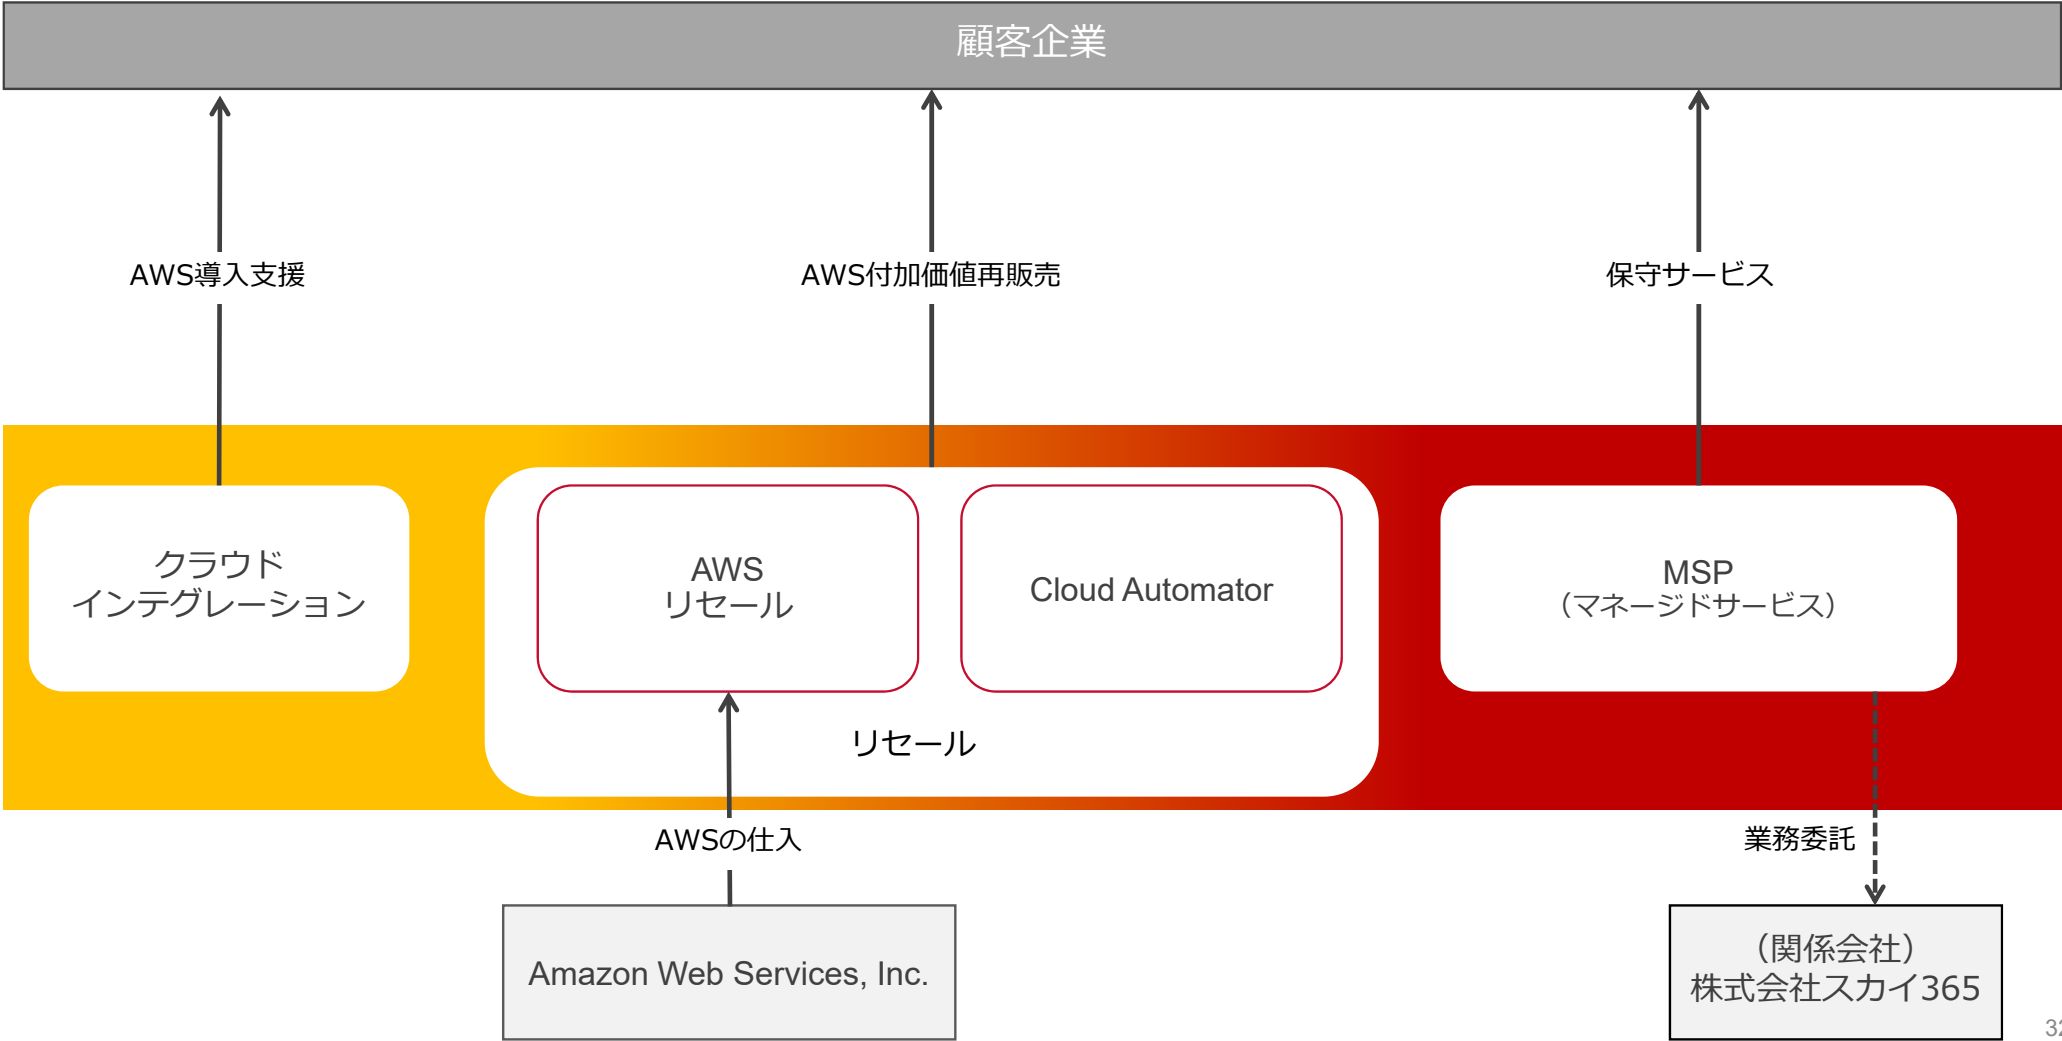 顧客企業
AWS導入支援
AWS付加価値再販売
保守サービス
クラウド
インテグレーション
AWS
リセール
Cloud Automator
MSP
（マネージドサービス）
リセール
AWSの仕入
業務委託
Amazon Web Services, Inc.
（関係会社）
株式会社スカイ365
32